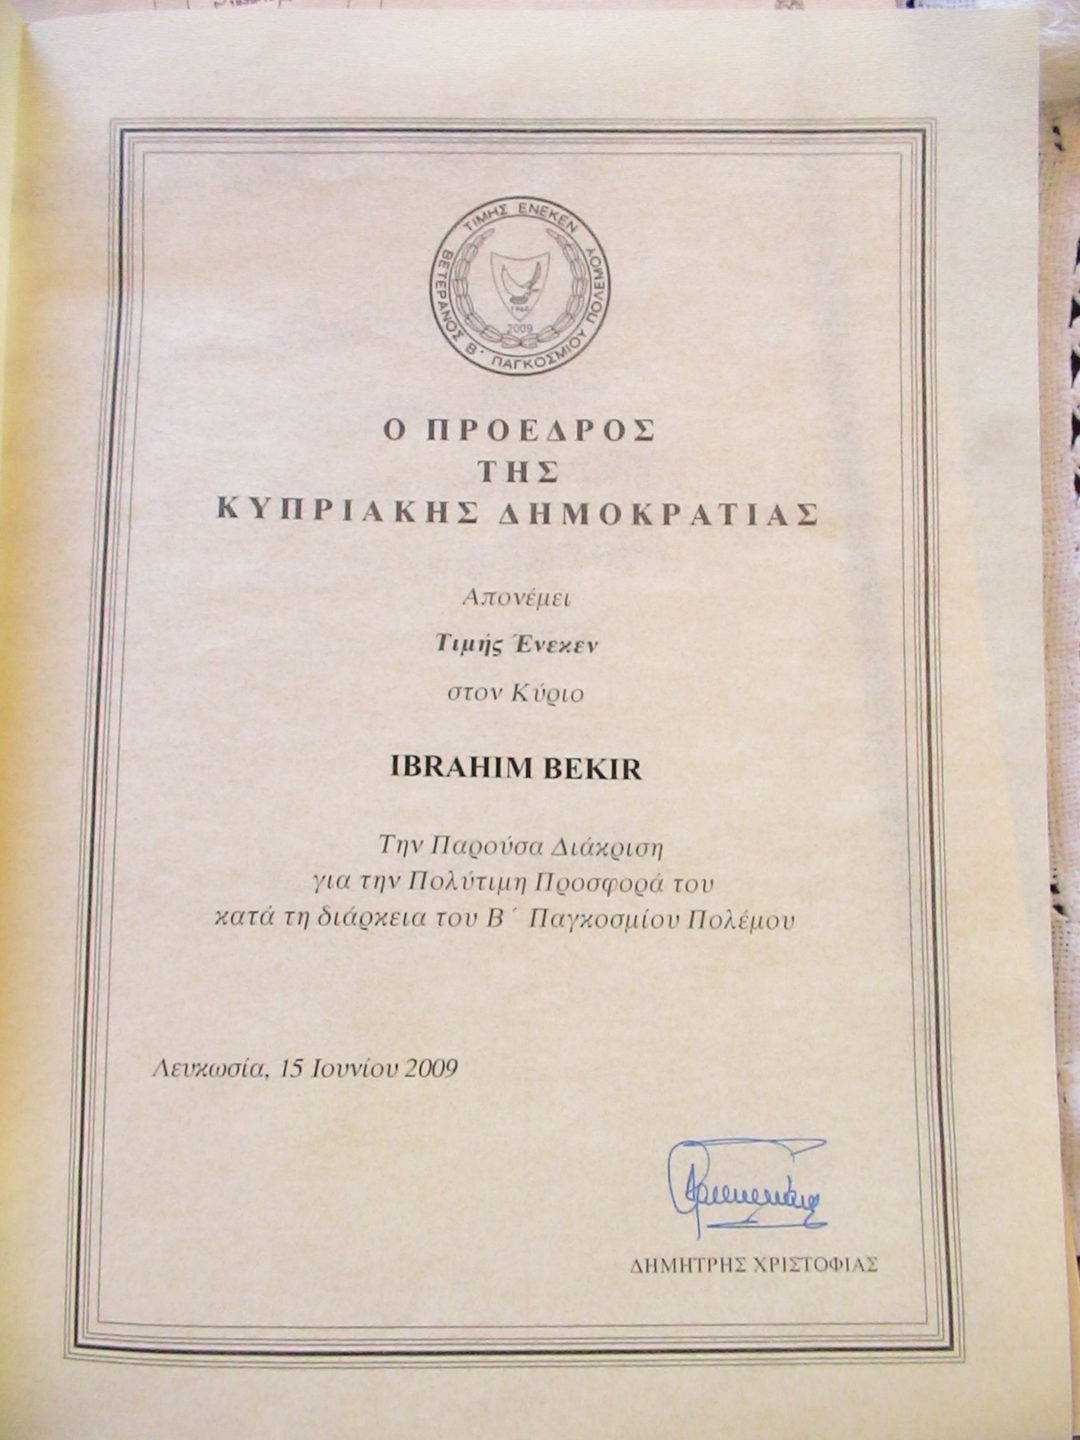 ΤΙΜΗΣ ΕΝΕΚΕΝ
ΒΕΤΕΡΑΝΟΣ Β΄ ΠΑΓΚΟΣΜΙΟΥ ΠΟΛΕΜΟΥ
1960
2009
Ο ΠΡΟΕΔΡΟΣ
ΤΗΣ
ΚΥΠΡΙΑΚΗΣ ΔΗΜΟΚΡΑΤΙΑΣ
Απονέμει
Τιμής Ένεκεν
στον Κύριο
IBRAHIM BEKIR
Την Παρούσα Διάκριση
για την Πολύτιμη Προσφορά του
κατά τη διάρκεια του Β΄ Παγκοσμίου Πολέμου
Λευκωσία, 15 Ιουνίου 2009
ΔΗΜΗΤΡΗΣ ΧΡΙΣΤΟΦΙΑΣ